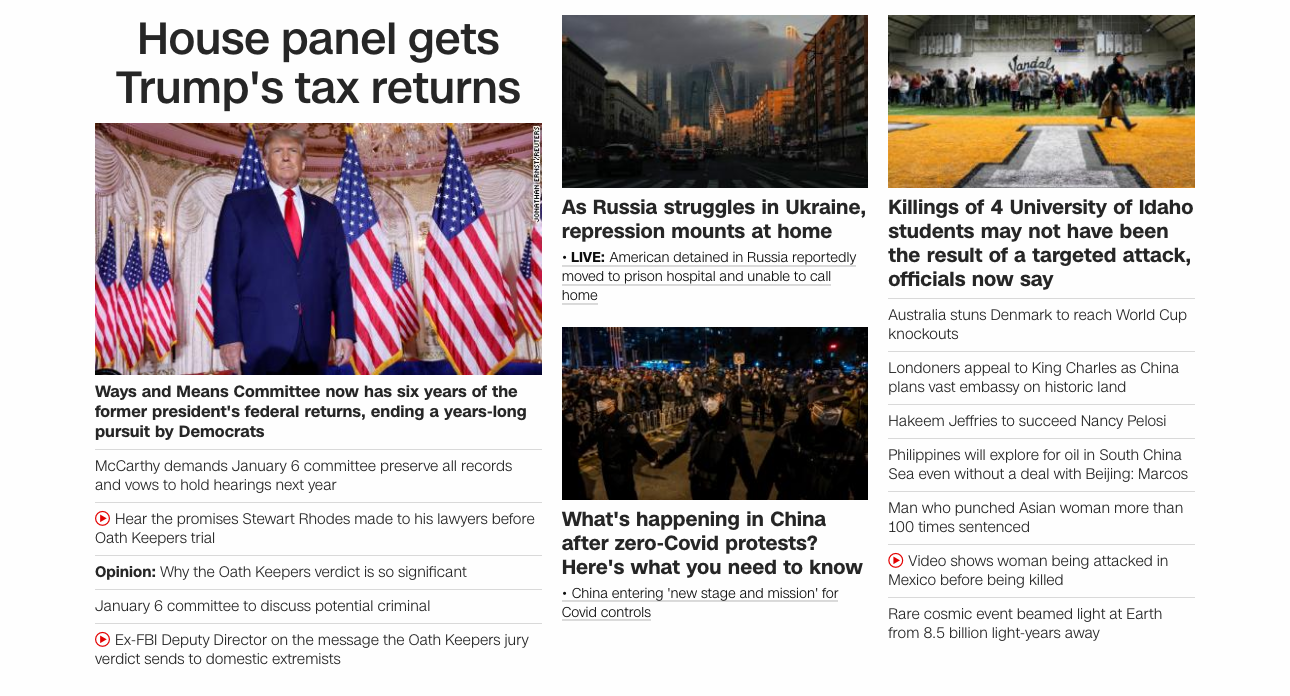 House panel gets
Trump's tax returns
JONATHAN ERNST/REUTERS
Ways and Means Committee now has six years of the
former president's federal returns, ending a years-long
pursuit by Democrats
McCarthy demands January 6 committee preserve all records
and vows to hold hearings next year
Hear the promises Stewart Rhodes made to his lawyers before
Oath Keepers trial
Opinion: Why the Oath Keepers verdict is so significant
January 6 committee to discuss potential criminal
Ex-FBI Deputy Director on the message the Oath Keepers jury
verdict sends to domestic extremists
As Russia struggles in Ukraine,
repression mounts at home
• LIVE: American detained in Russia reportedly
moved to prison hospital and unable to call
home
What's happening in China
after zero-Covid protests?
Here's what you need to know
• China entering 'new stage and mission' for
Covid controls
Vandals
Killings of 4 University of Idaho
students may not have been
the result of a targeted attack,
officials now say
Australia stuns Denmark to reach World Cup
knockouts
Londoners appeal to King Charles as China
plans vast embassy on historic land
Hakeem Jeffries to succeed Nancy Pelosi
Philippines will explore for oil in South China
Sea even without a deal with Beijing: Marcos
Man who punched Asian woman more than
100 times sentenced
Video shows woman being attacked in
Mexico before being killed
Rare cosmic event beamed light at Earth
from 8.5 billion light-years away